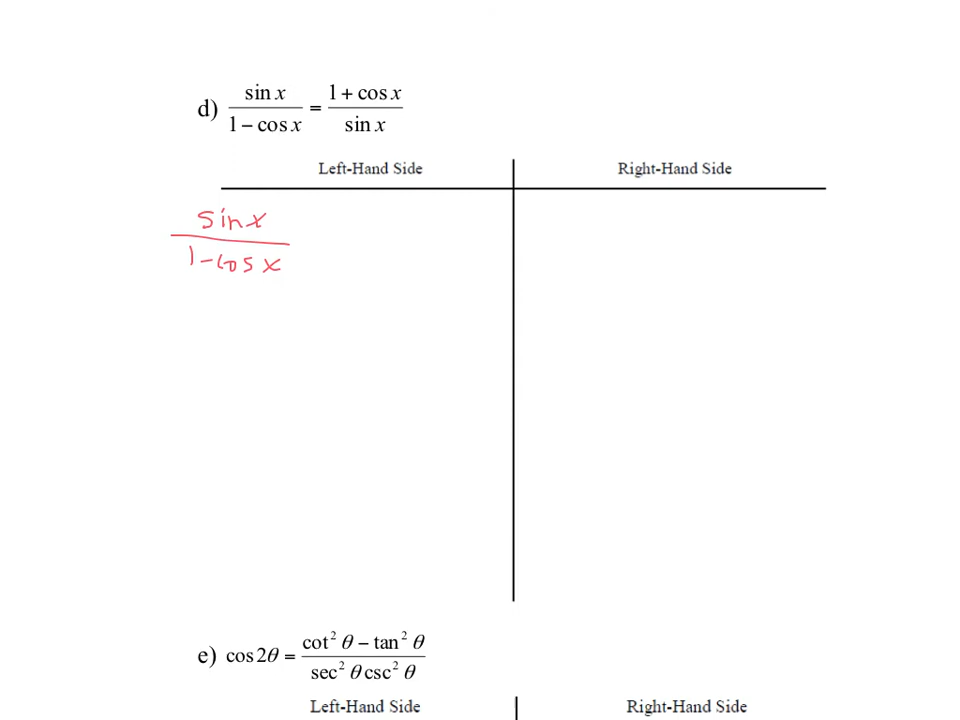 d) sin x / 1 − cos x = 1 + cos x / sin x
Left-Hand Side Right-Hand Side
sin x
1 - cos x
e) cos 2θ = cot² θ − tan² θ / sec² θ csc² θ
Left-Hand Side Right-Hand Side